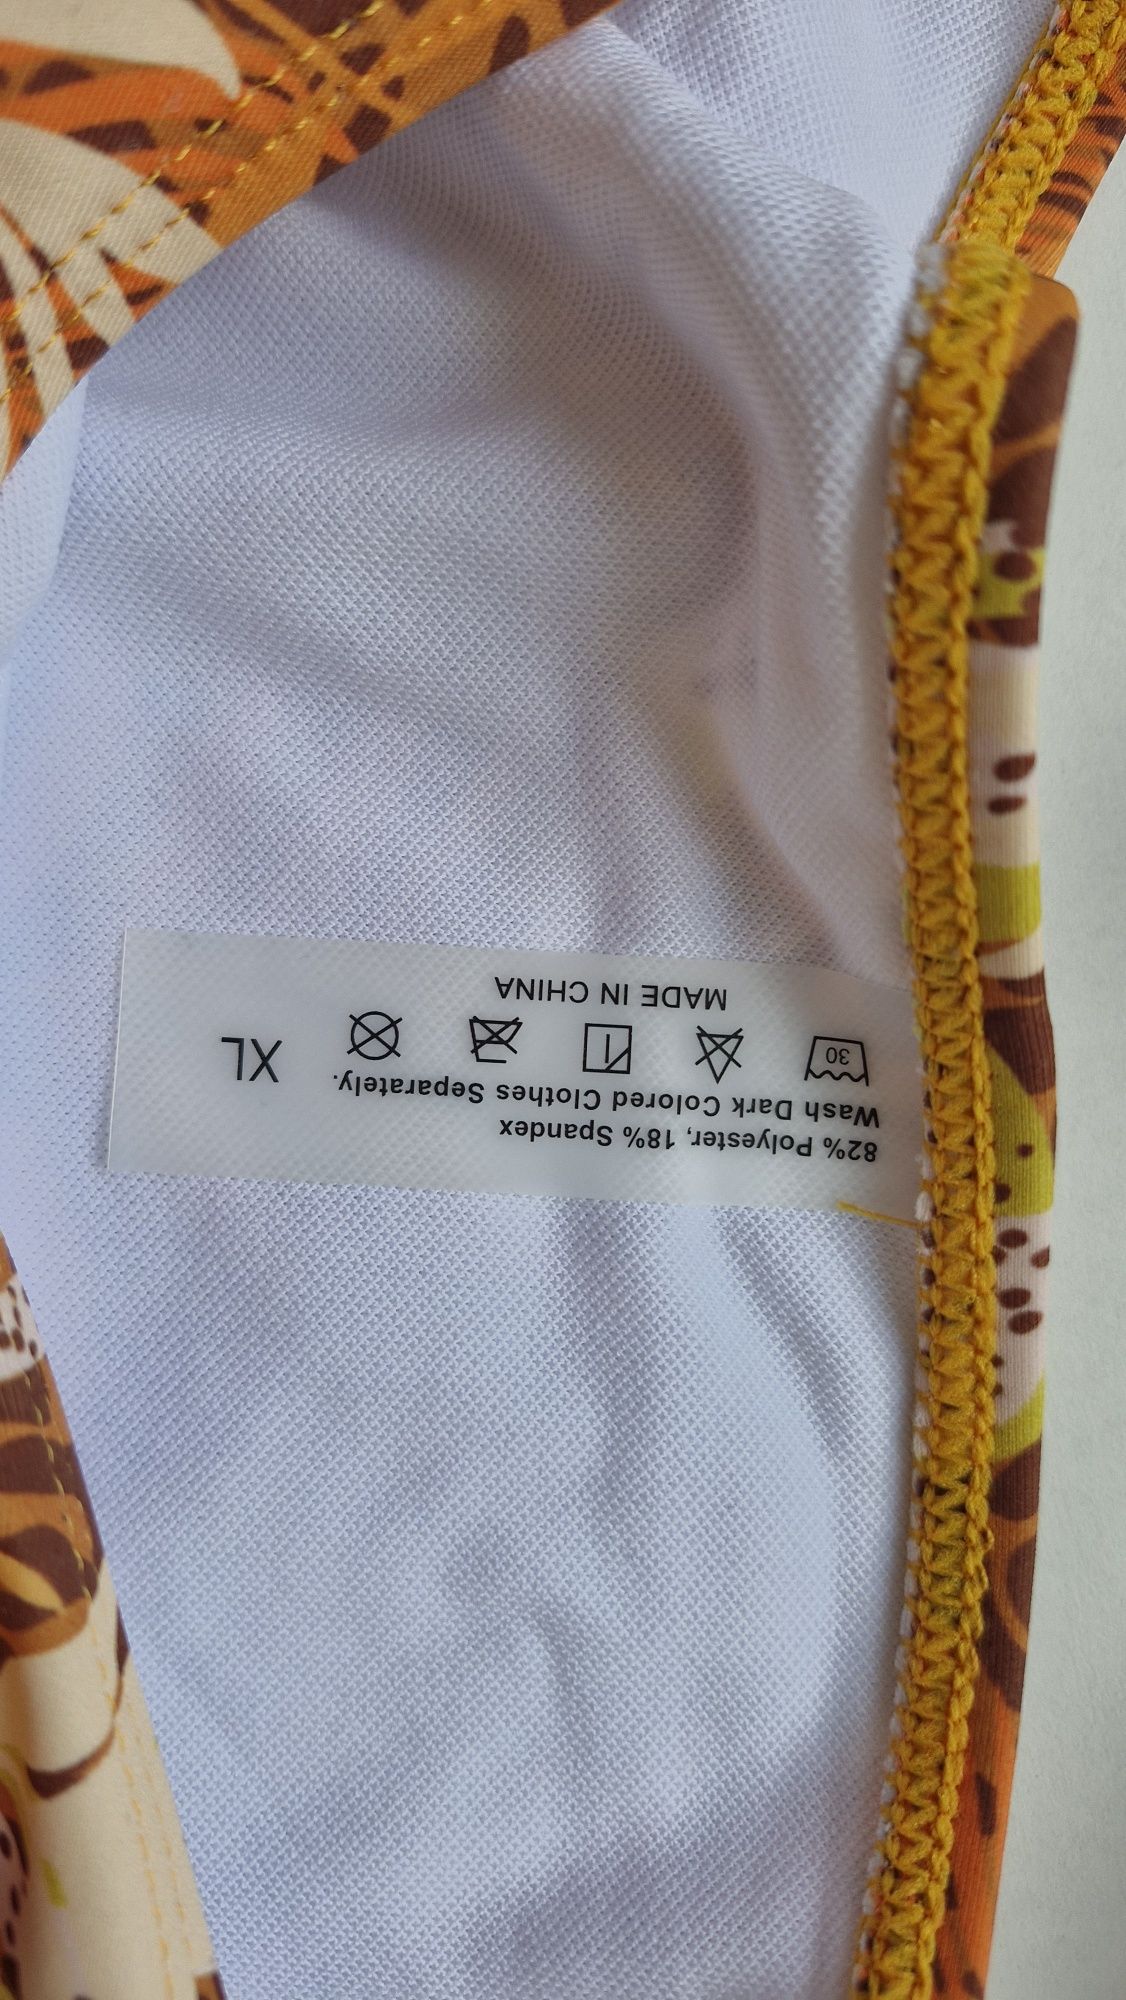 82% Polyester, 18% Spandex
Wash Dark Colored Clothes Separately.
30
XL
MADE IN CHINA